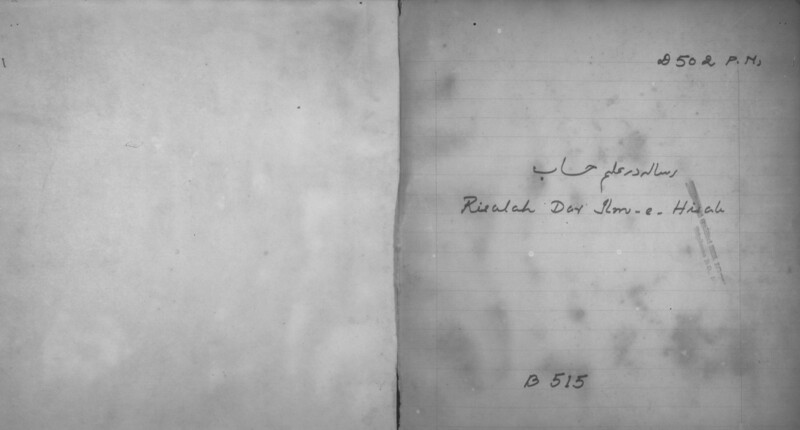 D 502 P.M.
رساله در علم حساب
Risalah Dar Ilm-e-Hisab
B 515